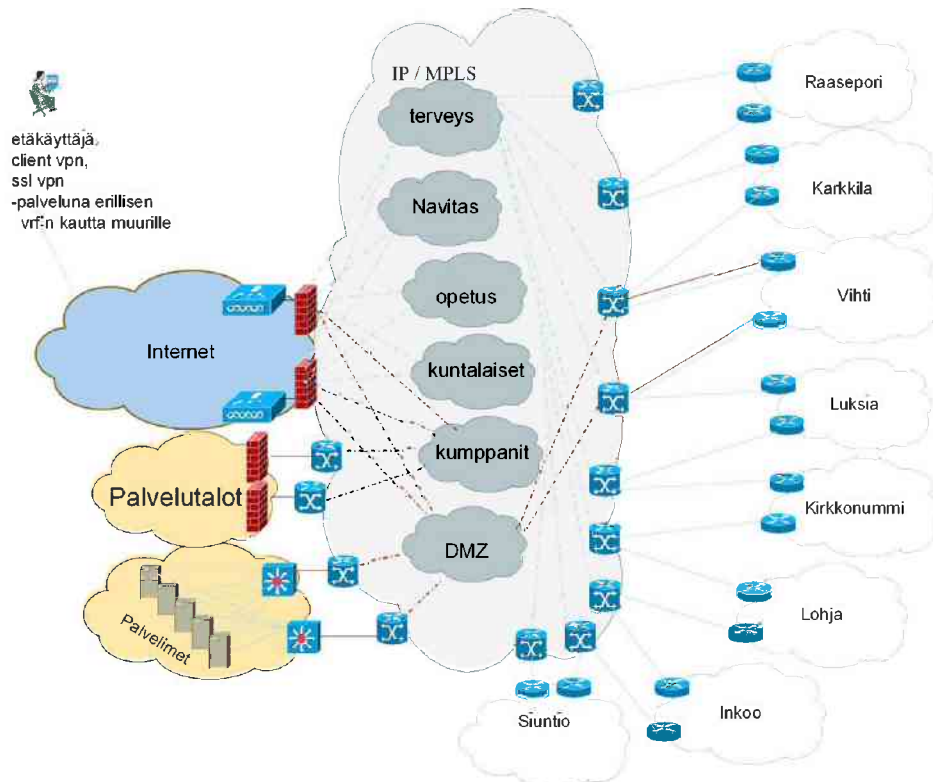 IP / MPLS
terveys
Navitas
opetus
kuntalaiset
kumppanit
DMZ
etäkäyttäjä,
client vpn,
ssl vpn
-palveluna erillisen
vrf:n kautta muurille
Internet
Palvelutalot
Palvelimet
Raasepori
Karkkila
Vihti
Luksia
Kirkkonummi
Lohja
Inkoo
Siuntio